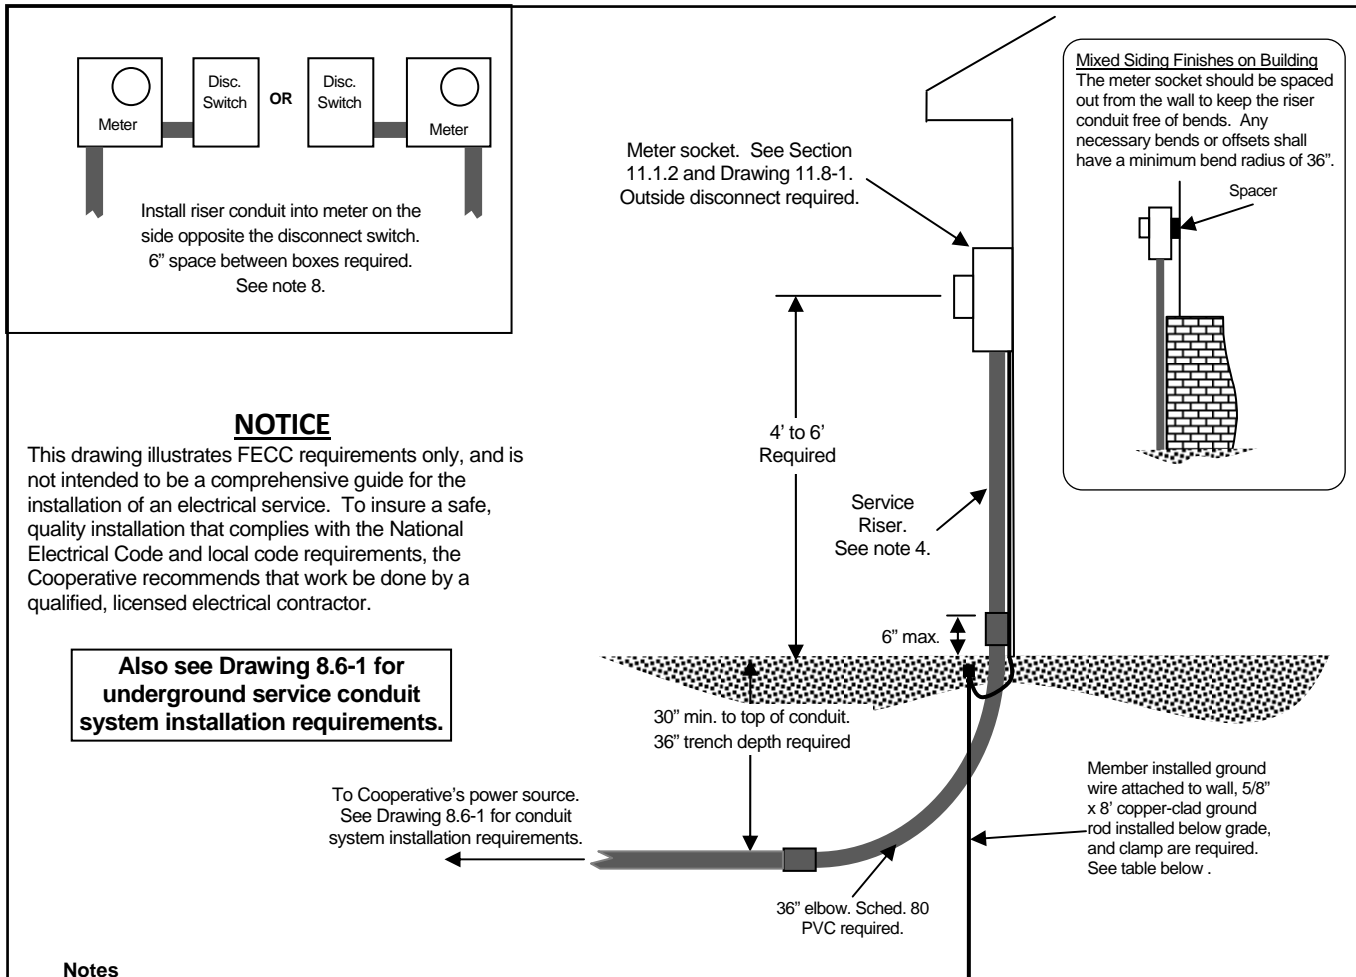 Meter
Disc.
Switch
OR
Disc.
Switch
Meter
Install riser conduit into meter on the
side opposite the disconnect switch.
6” space between boxes required.
See note 8.
Meter socket. See Section
11.1.2 and Drawing 11.8-1.
Outside disconnect required.
Mixed Siding Finishes on Building
The meter socket should be spaced
out from the wall to keep the riser
conduit free of bends. Any
necessary bends or offsets shall
have a minimum bend radius of 36”.
Spacer
NOTICE
This drawing illustrates FECC requirements only, and is
not intended to be a comprehensive guide for the
installation of an electrical service. To insure a safe,
quality installation that complies with the National
Electrical Code and local code requirements, the
Cooperative recommends that work be done by a
qualified, licensed electrical contractor.
4’ to 6’
Required
Service
Riser.
See note 4.
6” max.
Also see Drawing 8.6-1 for
underground service conduit
system installation requirements.
30” min. to top of conduit.
36” trench depth required
To Cooperative’s power source.
See Drawing 8.6-1 for conduit
system installation requirements.
Member installed ground
wire attached to wall, 5/8”
x 8’ copper-clad ground
rod installed below grade,
and clamp are required.
See table below .
36” elbow. Sched. 80
PVC required.
Notes